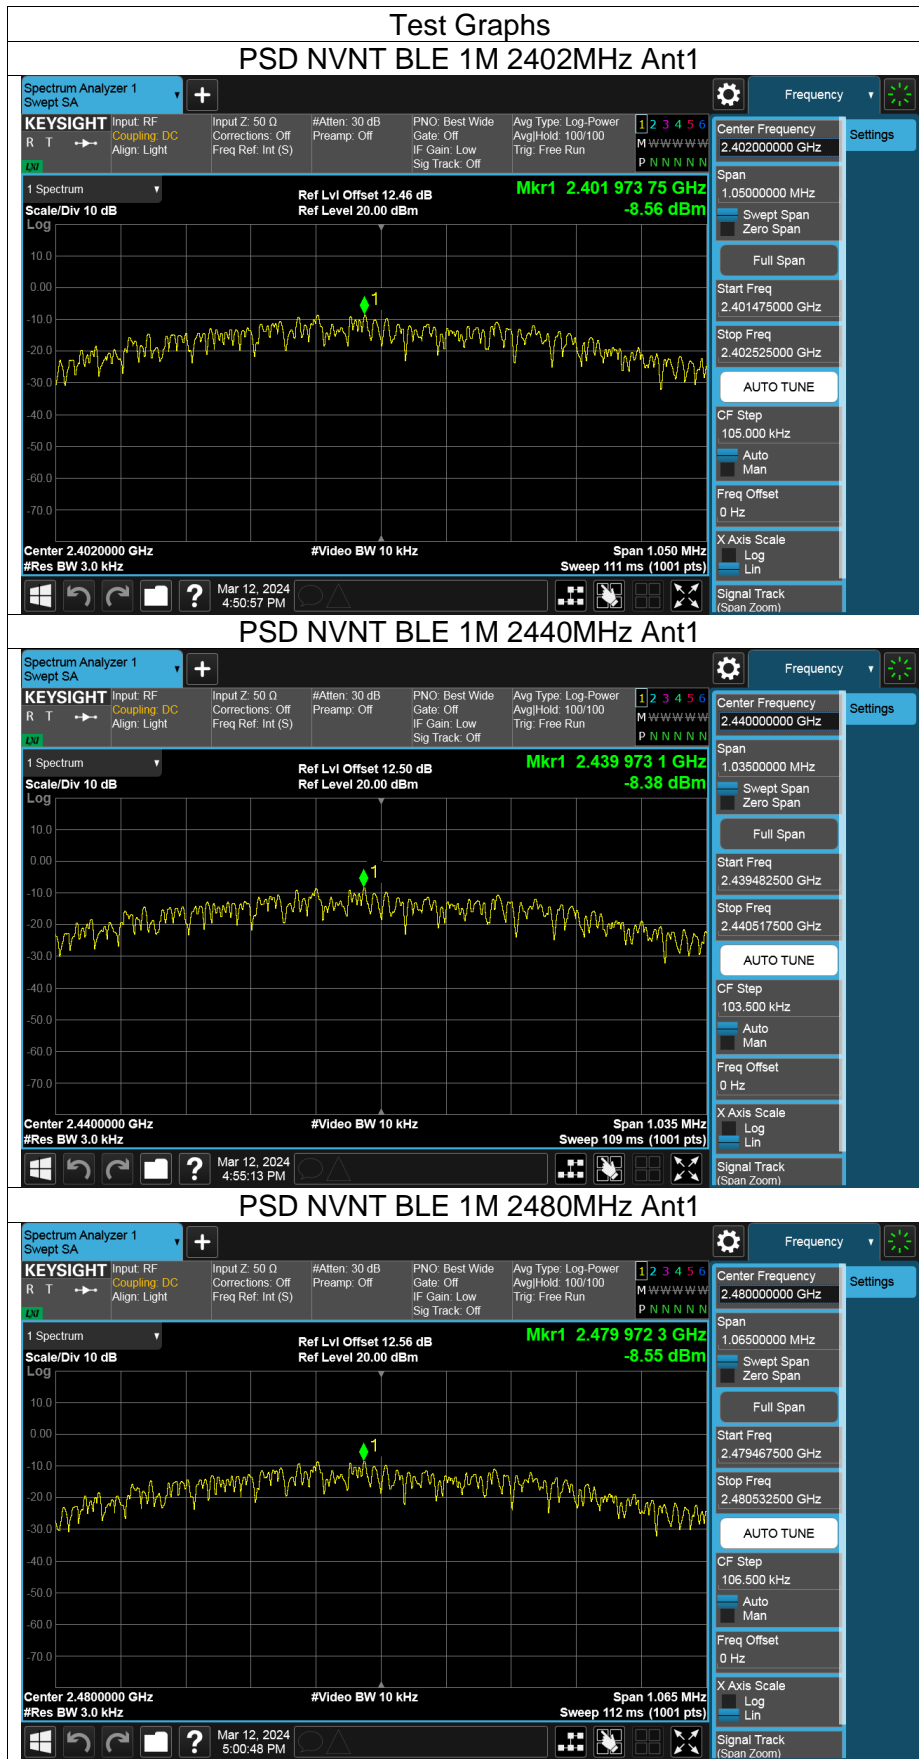 Test Graphs
PSD NVNT BLE 1M 2402MHz Ant1
Spectrum Analyzer 1
Swept SA
Frequency
KEYSIGHT
R T
LXI
Input: RF
Coupling: DC
Align: Light
Input Z: 50 Ω
Corrections: Off
Freq Ref: Int (S)
#Atten: 30 dB
Preamp: Off
PNO: Best Wide
Gate: Off
IF Gain: Low
Sig Track: Off
Avg Type: Log-Power
Avg|Hold: 100/100
Trig: Free Run
1 2 3 4 5 6
M W W W W W
P N N N N N
Center Frequency
2.402000000 GHz
Settings
Span
1.05000000 MHz
Swept Span
Zero Span
Full Span
Start Freq
2.401475000 GHz
Stop Freq
2.402525000 GHz
AUTO TUNE
CF Step
105.000 kHz
Auto
Man
Freq Offset
0 Hz
X Axis Scale
Log
Lin
Signal Track
(Span Zoom)
1 Spectrum
Scale/Div 10 dB
Log
Ref Lvl Offset 12.46 dB
Ref Level 20.00 dBm
Mkr1 2.401 973 75 GHz
-8.56 dBm
1
10.0
0.00
-10.0
-20.0
-30.0
-40.0
-50.0
-60.0
-70.0
Center 2.4020000 GHz
#Video BW 10 kHz
Span 1.050 MHz
#Res BW 3.0 kHz
Sweep 111 ms (1001 pts)
?
Mar 12, 2024
4:50:57 PM
PSD NVNT BLE 1M 2440MHz Ant1
Spectrum Analyzer 1
Swept SA
Frequency
KEYSIGHT
R T
LXI
Input: RF
Coupling: DC
Align: Light
Input Z: 50 Ω
Corrections: Off
Freq Ref: Int (S)
#Atten: 30 dB
Preamp: Off
PNO: Best Wide
Gate: Off
IF Gain: Low
Sig Track: Off
Avg Type: Log-Power
Avg|Hold: 100/100
Trig: Free Run
1 2 3 4 5 6
M W W W W W
P N N N N N
Center Frequency
2.440000000 GHz
Settings
Span
1.03500000 MHz
Swept Span
Zero Span
Full Span
Start Freq
2.439482500 GHz
Stop Freq
2.440517500 GHz
AUTO TUNE
CF Step
103.500 kHz
Auto
Man
Freq Offset
0 Hz
X Axis Scale
Log
Lin
Signal Track
(Span Zoom)
1 Spectrum
Scale/Div 10 dB
Log
Ref Lvl Offset 12.50 dB
Ref Level 20.00 dBm
Mkr1 2.439 973 1 GHz
-8.38 dBm
1
10.0
0.00
-10.0
-20.0
-30.0
-40.0
-50.0
-60.0
-70.0
Center 2.4400000 GHz
#Video BW 10 kHz
Span 1.035 MHz
#Res BW 3.0 kHz
Sweep 109 ms (1001 pts)
?
Mar 12, 2024
4:55:13 PM
PSD NVNT BLE 1M 2480MHz Ant1
Spectrum Analyzer 1
Swept SA
Frequency
KEYSIGHT
R T
LXI
Input: RF
Coupling: DC
Align: Light
Input Z: 50 Ω
Corrections: Off
Freq Ref: Int (S)
#Atten: 30 dB
Preamp: Off
PNO: Best Wide
Gate: Off
IF Gain: Low
Sig Track: Off
Avg Type: Log-Power
Avg|Hold: 100/100
Trig: Free Run
1 2 3 4 5 6
M W W W W W
P N N N N N
Center Frequency
2.480000000 GHz
Settings
Span
1.06500000 MHz
Swept Span
Zero Span
Full Span
Start Freq
2.479467500 GHz
Stop Freq
2.480532500 GHz
AUTO TUNE
CF Step
106.500 kHz
Auto
Man
Freq Offset
0 Hz
X Axis Scale
Log
Lin
Signal Track
(Span Zoom)
1 Spectrum
Scale/Div 10 dB
Log
Ref Lvl Offset 12.56 dB
Ref Level 20.00 dBm
Mkr1 2.479 972 3 GHz
-8.55 dBm
1
10.0
0.00
-10.0
-20.0
-30.0
-40.0
-50.0
-60.0
-70.0
Center 2.4800000 GHz
#Video BW 10 kHz
Span 1.065 MHz
#Res BW 3.0 kHz
Sweep 112 ms (1001 pts)
?
Mar 12, 2024
5:00:48 PM